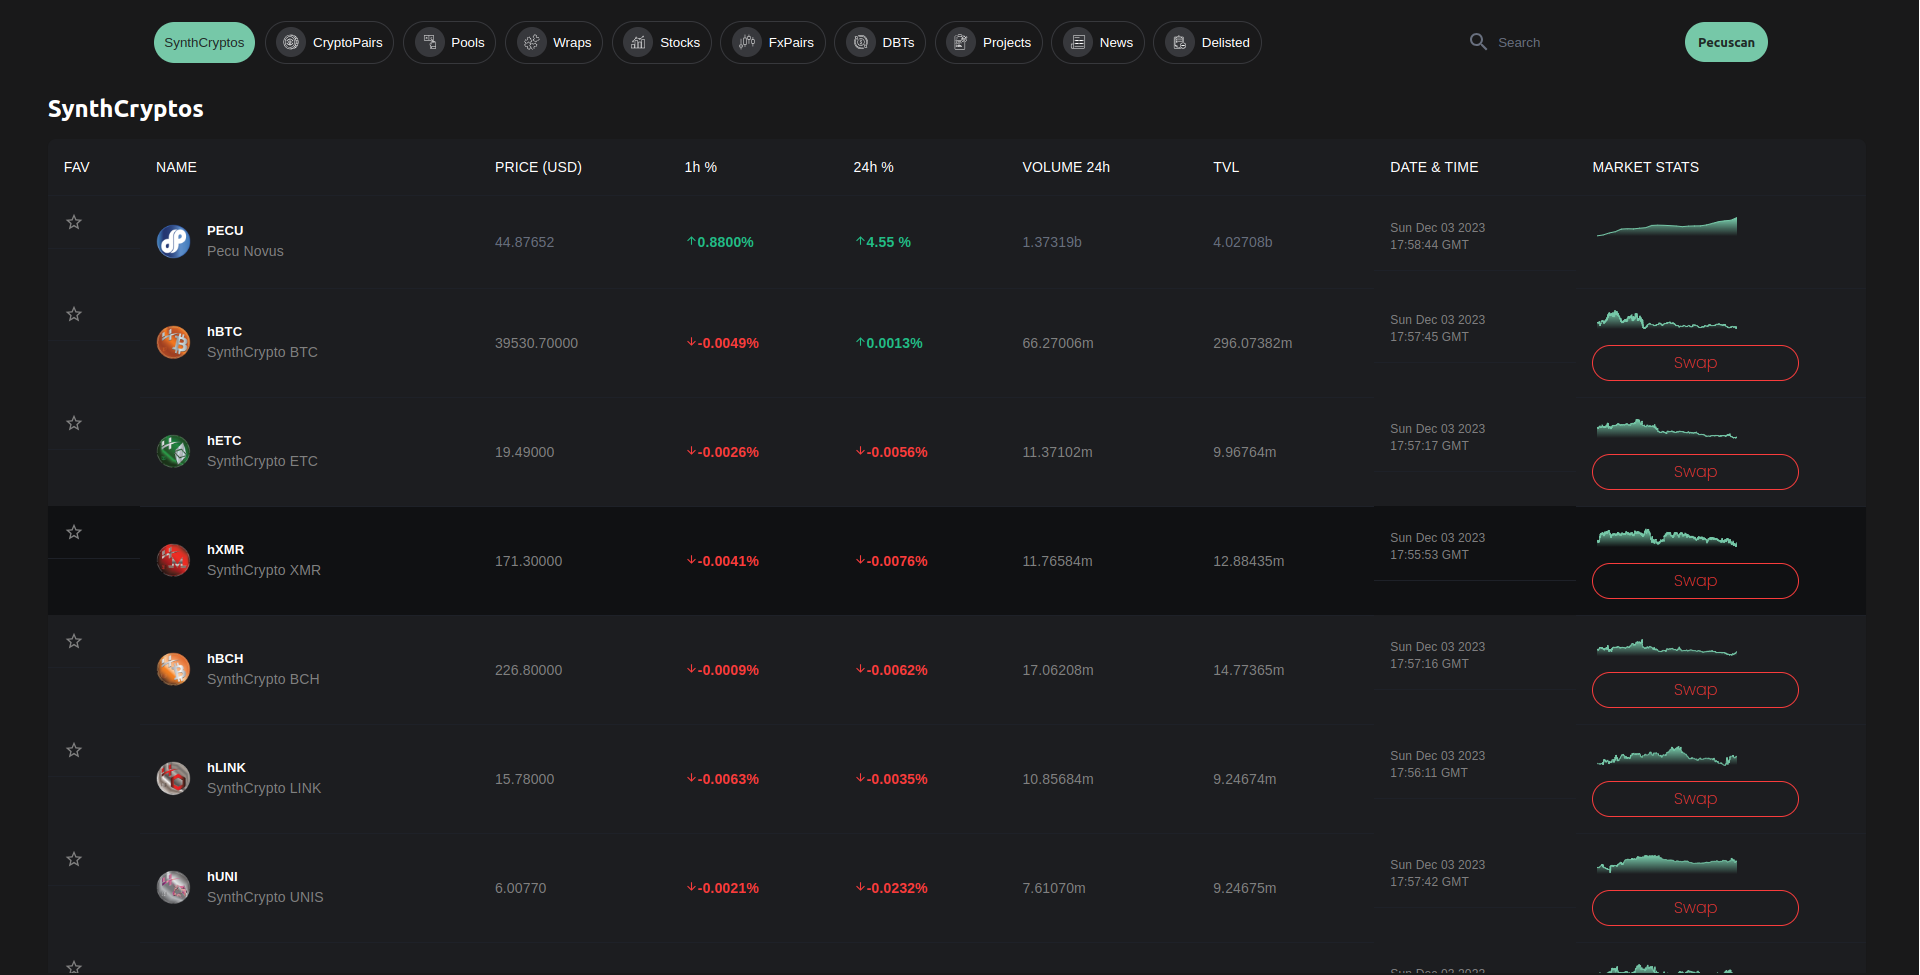 SynthCryptos CryptoPairs Pools Wraps Stocks FxPairs DBTs Projects News Delisted Search Pecuscan
SynthCryptos
FAV NAME PRICE (USD) 1h % 24h % VOLUME 24h TVL DATE & TIME MARKET STATS
PECU
Pecu Novus
44.87652 0.8800% 4.55 % 1.37319b 4.02708b
Sun Dec 03 2023
17:58:44 GMT
hBTC
SynthCrypto BTC
39530.70000 -0.0049% 0.0013% 66.27006m 296.07382m
Sun Dec 03 2023
17:57:45 GMT
Swap
hETC
SynthCrypto ETC
19.49000 -0.0026% -0.0056% 11.37102m 9.96764m
Sun Dec 03 2023
17:57:17 GMT
Swap
hXMR
SynthCrypto XMR
171.30000 -0.0041% -0.0076% 11.76584m 12.88435m
Sun Dec 03 2023
17:55:53 GMT
Swap
hBCH
SynthCrypto BCH
226.80000 -0.0009% -0.0062% 17.06208m 14.77365m
Sun Dec 03 2023
17:57:16 GMT
Swap
hLINK
SynthCrypto LINK
15.78000 -0.0063% -0.0035% 10.85684m 9.24674m
Sun Dec 03 2023
17:56:11 GMT
Swap
hUNI
SynthCrypto UNIS
6.00770 -0.0021% -0.0232% 7.61070m 9.24675m
Sun Dec 03 2023
17:57:42 GMT
Swap